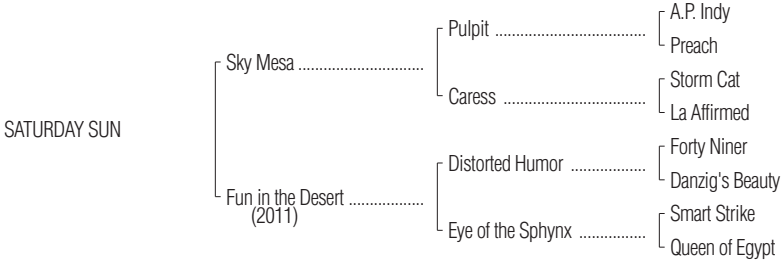 A.P. Indy
Pulpit ......................................
Preach
Sky Mesa ..............................
Storm Cat
Caress ....................................
La Affirmed
SATURDAY SUN
Forty Niner
Distorted Humor ...................
Danzig's Beauty
Fun in the Desert ..................
(2011)
Smart Strike
Eye of the Sphynx ................
Queen of Egypt